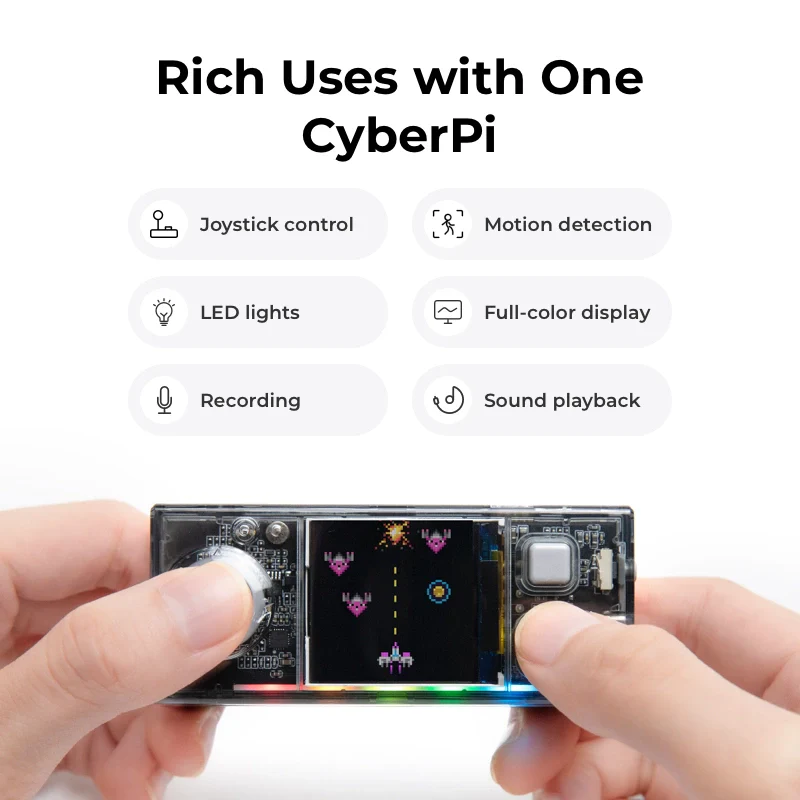 Rich Uses with One
CyberPi
Joystick control
Motion detection
LED lights
Full-color display
Recording
Sound playback